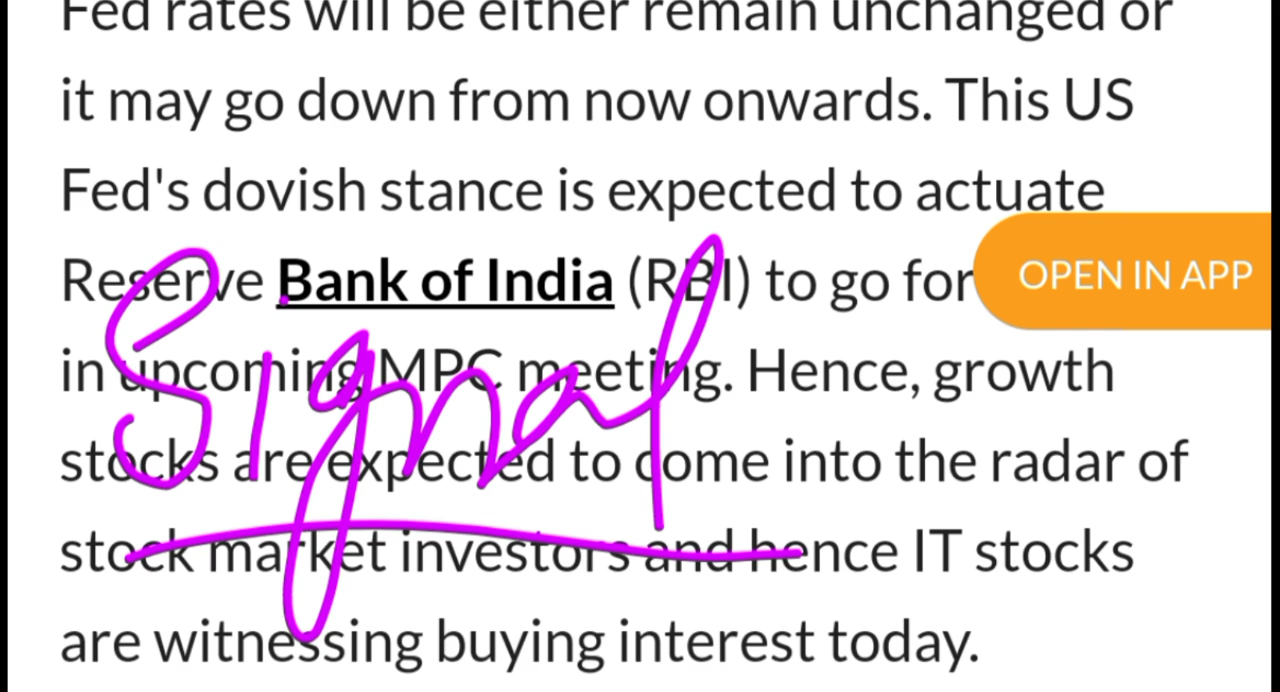 Fed rates will be either remain unchanged or
it may go down from now onwards. This US
Fed's dovish stance is expected to actuate
Reserve Bank of India (RBI) to go for
OPEN IN APP
in upcoming MPC meeting. Hence, growth
Signal
stocks are expected to come into the radar of
stock market investors and hence IT stocks
are witnessing buying interest today.